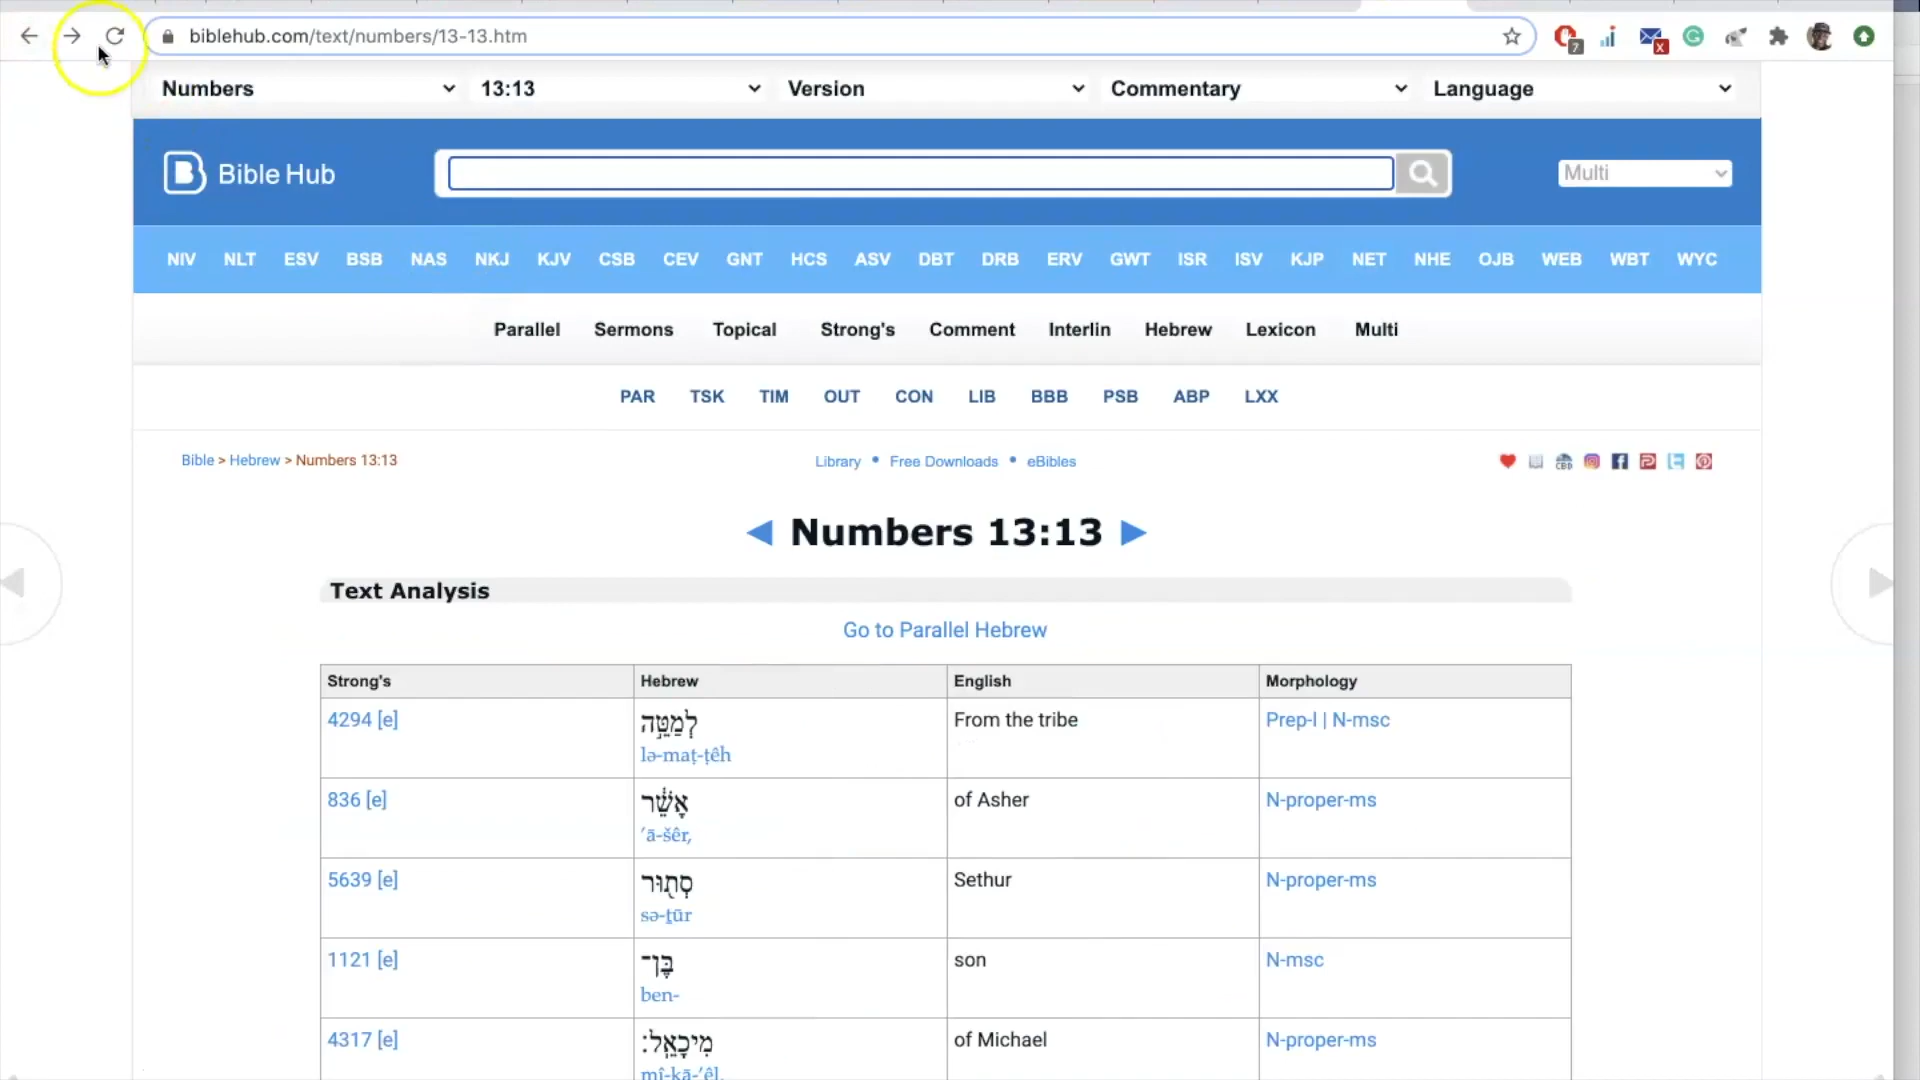 biblehub.com/text/numbers/13-13.htm
7
x
Numbers 13:13 Version Commentary Language
B Bible Hub Multi
NIV NLT ESV BSB NAS NKJ KJV CSB CEV GNT HCS ASV DBT DRB ERV GWT ISR ISV KJP NET NHE OJB WEB WBT WYC
Parallel Sermons Topical Strong's Comment Interlin Hebrew Lexicon Multi
PAR TSK TIM OUT CON LIB BBB PSB ABP LXX
Bible > Hebrew > Numbers 13:13 Library • Free Downloads • eBibles CBD
◀ Numbers 13:13 ▶
Text Analysis
Go to Parallel Hebrew
Strong's Hebrew English Morphology
4294 [e] לְמַטֵּ֣ה From the tribe Prep-l | N-msc
lə-maṭ-ṭêh
836 [e] אָשֵׁ֔ר of Asher N-proper-ms
’ā-šêr,
5639 [e] סְת֖וּר Sethur N-proper-ms
sə-ṯūr
1121 [e] בֶּן־ son N-msc
ben-
4317 [e] מִיכָאֵֽל׃ of Michael N-proper-ms
mî-kā-’êl.